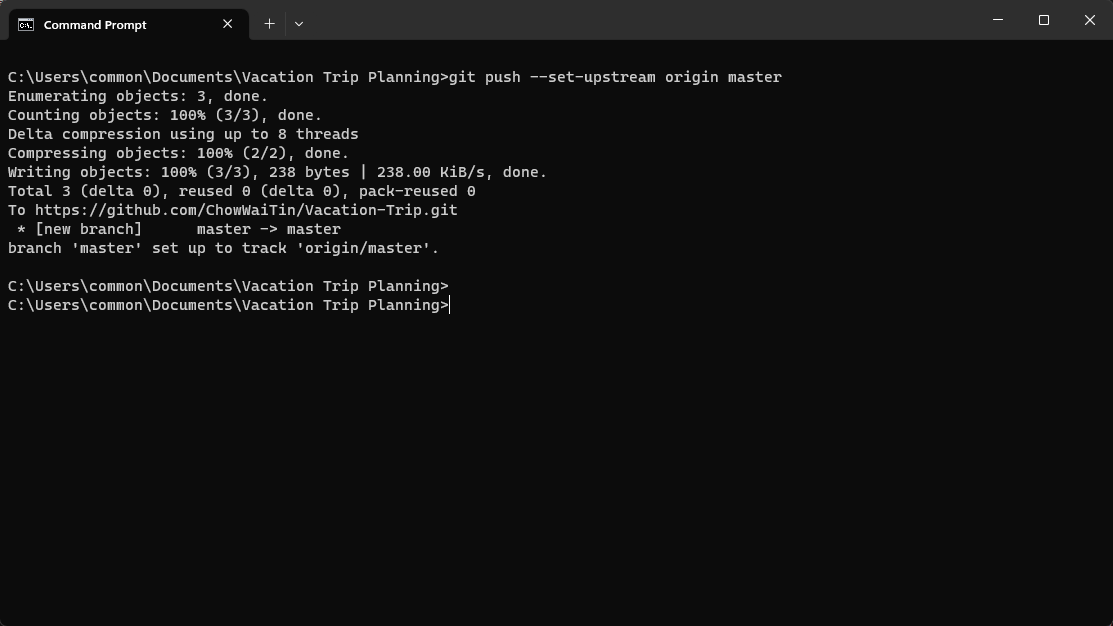 Command Prompt
C:\Users\common\Documents\Vacation Trip Planning>git push --set-upstream origin master
Enumerating objects: 3, done.
Counting objects: 100% (3/3), done.
Delta compression using up to 8 threads
Compressing objects: 100% (2/2), done.
Writing objects: 100% (3/3), 238 bytes | 238.00 KiB/s, done.
Total 3 (delta 0), reused 0 (delta 0), pack-reused 0
To https://github.com/ChowWaiTin/Vacation-Trip.git
 * [new branch]      master -> master
branch 'master' set up to track 'origin/master'.
C:\Users\common\Documents\Vacation Trip Planning>
C:\Users\common\Documents\Vacation Trip Planning>